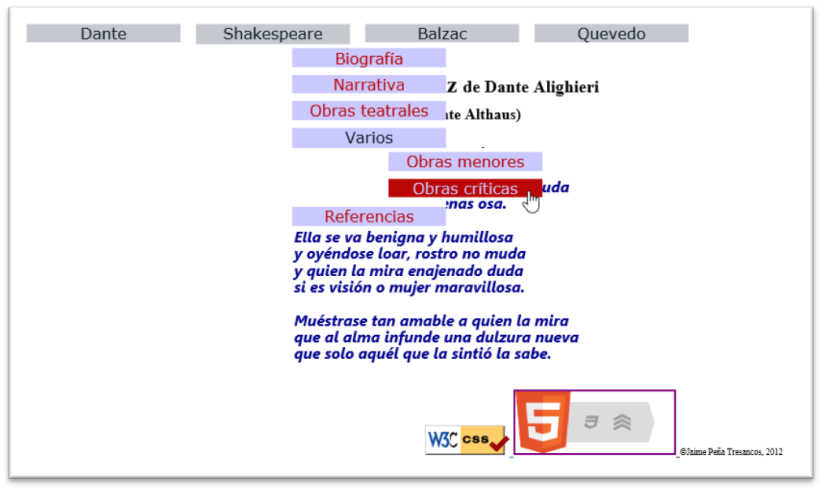 Dante Shakespeare Balzac Quevedo
Biografía
Narrativa
Z de Dante Alighieri
Obras teatrales
nte Althaus)
Varios
Obras menores
Obras críticas
uda
enas osa.
Referencias
Ella se va benigna y humillosa
y oyéndose loar, rostro no muda
y quien la mira enajenado duda
si es visión o mujer maravillosa.
Muéstrase tan amable a quien la mira
que al alma infunde una dulzura nueva
que solo aquél que la sintió la sabe.
W3C css
5 3
©Jaime Peña Tresancos, 2012